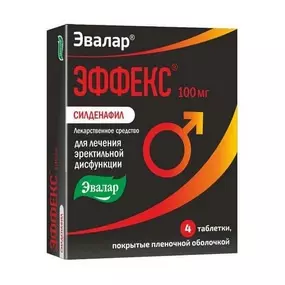 Эвалар®
ЭФФЕКС®
100 мг
СИЛДЕНАФИЛ
Лекарственное средство
для лечения
эректильной
дисфункции
Эвалар
4 таблетки,
покрытые пленочной оболочкой